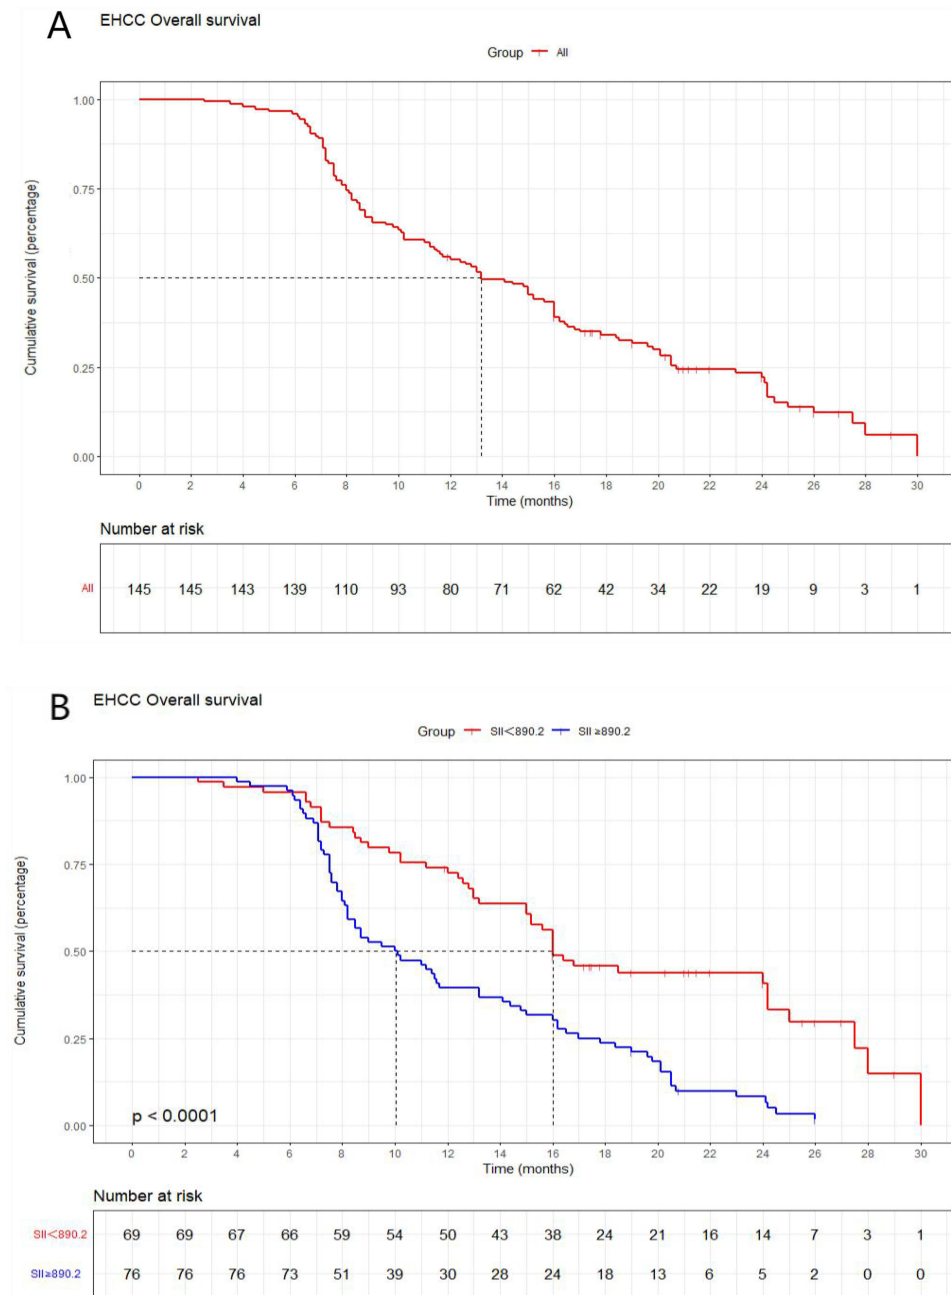 A
EHCC Overall survival
Group All
Cumulative survival (percentage)
1.00
0.75
0.50
0.25
0.00
0 2 4 6 8 10 12 14 16 18 20 22 24 26 28 30
Time (months)
Number at risk
All 145 145 143 139 110 93 80 71 62 42 34 22 19 9 3 1
B
EHCC Overall survival
Group SII<890.2 SII≥890.2
Cumulative survival (percentage)
1.00
0.75
0.50
0.25
0.00
p < 0.0001
0 2 4 6 8 10 12 14 16 18 20 22 24 26 28 30
Time (months)
Number at risk
SII<890.2 69 69 67 66 59 54 50 43 38 24 21 16 14 7 3 1
SII≥890.2 76 76 76 73 51 39 30 28 24 18 13 6 5 2 0 0